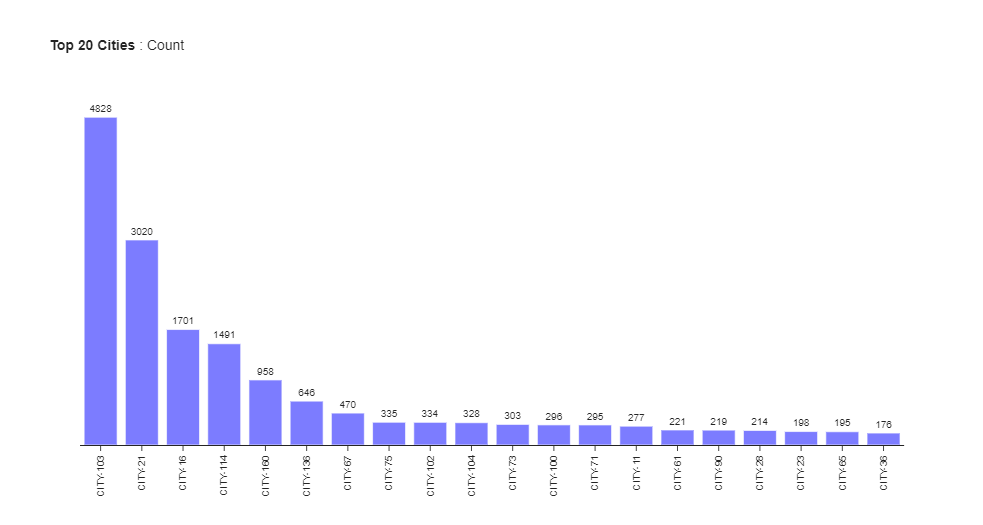 Top 20 Cities : Count
4828
3020
1701
1491
958
646
470
335
334
328
303
296
295
277
221
219
214
198
195
176
CITY-103
CITY-21
CITY-16
CITY-114
CITY-160
CITY-136
CITY-67
CITY-75
CITY-102
CITY-104
CITY-73
CITY-100
CITY-71
CITY-11
CITY-61
CITY-90
CITY-28
CITY-23
CITY-65
CITY-36